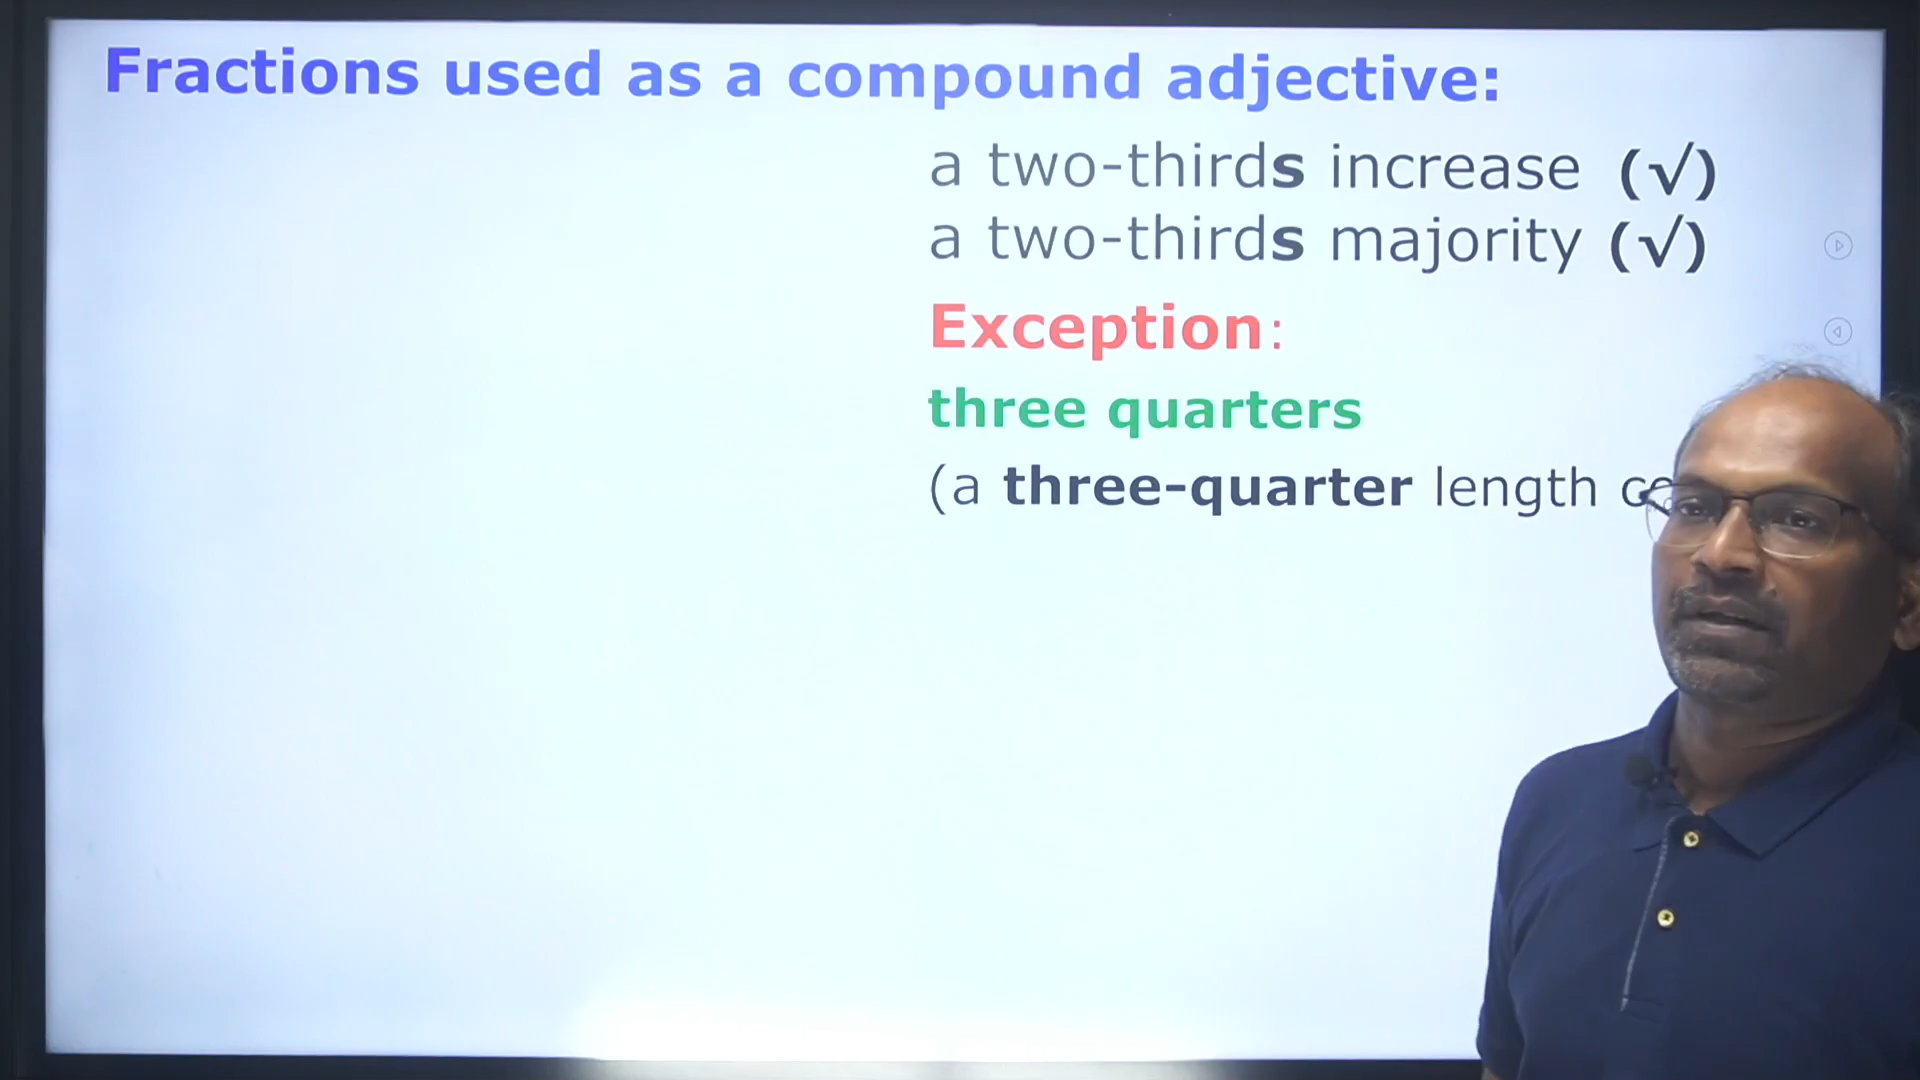 Fractions used as a compound adjective:
a two-thirds increase (√)
a two-thirds majority (√)
Exception:
three quarters
(a three-quarter length